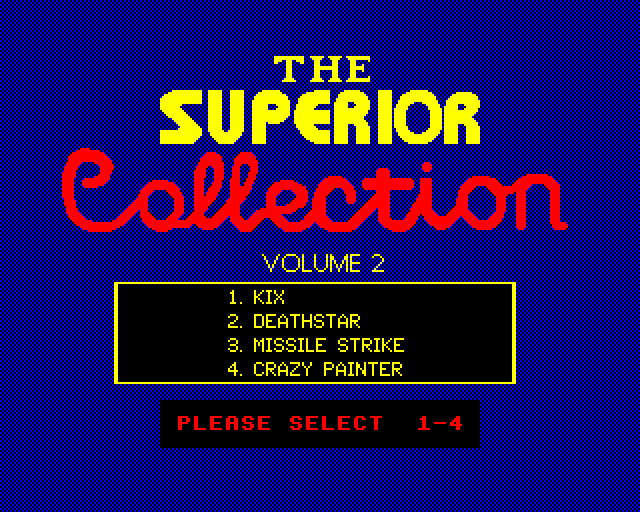 THE
SUPERIOR
Collection
VOLUME 2
1. KIX
2. DEATHSTAR
3. MISSILE STRIKE
4. CRAZY PAINTER
PLEASE SELECT 1-4